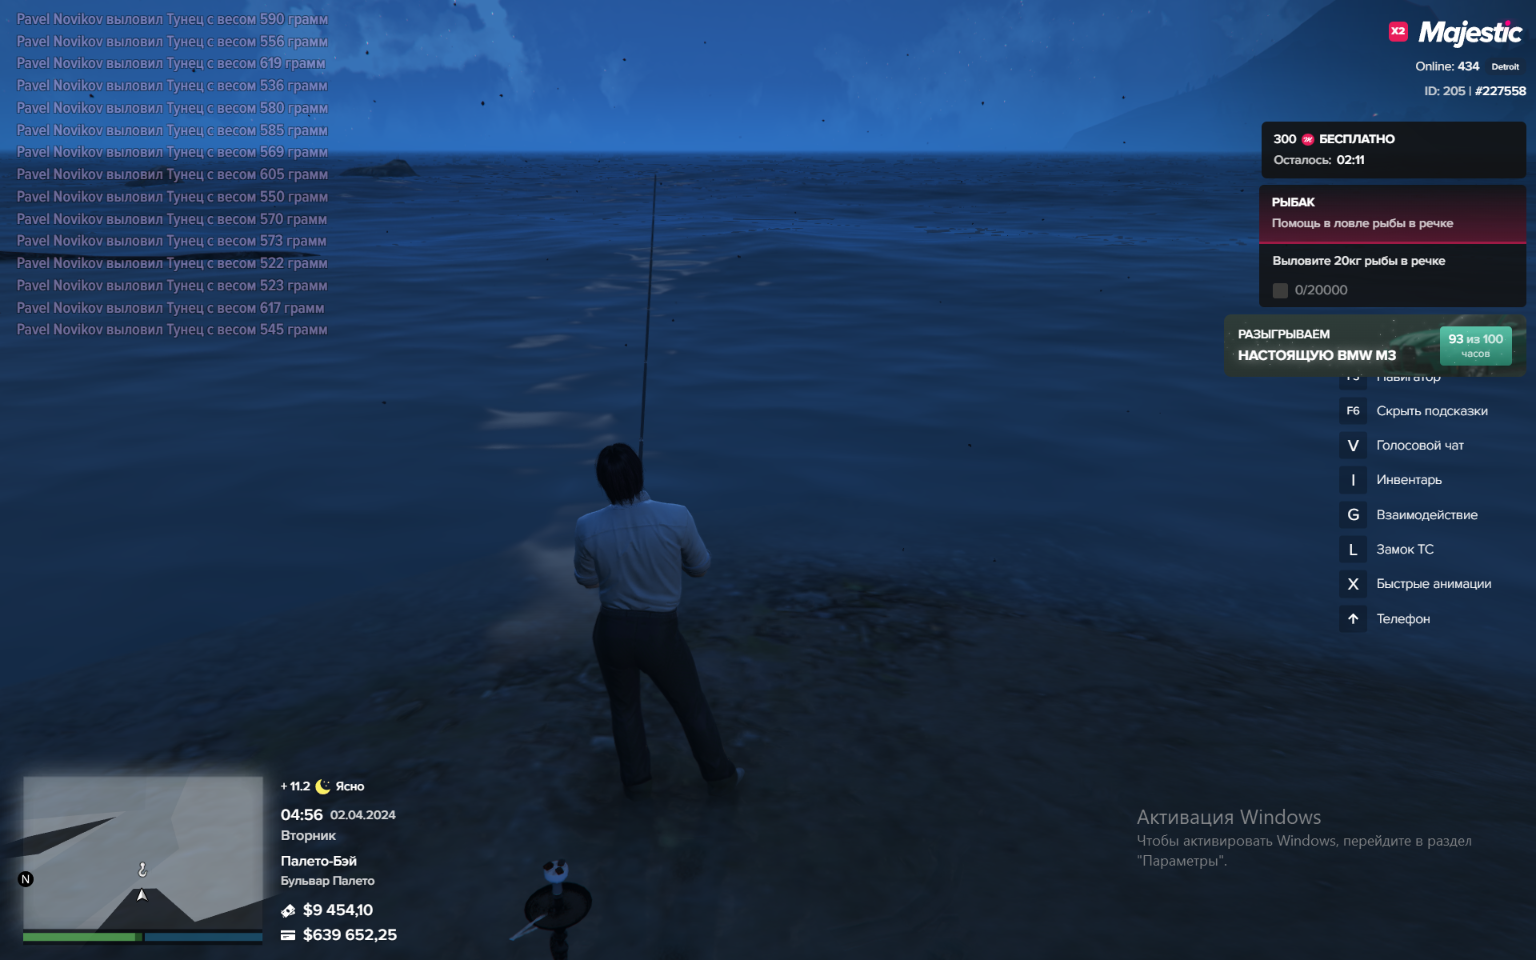 Pavel Novikov выловил Тунец с весом 590 грамм
Pavel Novikov выловил Тунец с весом 556 грамм
Pavel Novikov выловил Тунец с весом 619 грамм
Pavel Novikov выловил Тунец с весом 536 грамм
Pavel Novikov выловил Тунец с весом 580 грамм
Pavel Novikov выловил Тунец с весом 585 грамм
Pavel Novikov выловил Тунец с весом 569 грамм
Pavel Novikov выловил Тунец с весом 605 грамм
Pavel Novikov выловил Тунец с весом 550 грамм
Pavel Novikov выловил Тунец с весом 570 грамм
Pavel Novikov выловил Тунец с весом 573 грамм
Pavel Novikov выловил Тунец с весом 522 грамм
Pavel Novikov выловил Тунец с весом 523 грамм
Pavel Novikov выловил Тунец с весом 617 грамм
Pavel Novikov выловил Тунец с весом 545 грамм
X2 Majestic
Online: 434 Detroit
ID: 205 | #227558
300 БЕСПЛАТНО
Осталось: 02:11
РЫБАК
Помощь в ловле рыбы в речке
Выловите 20кг рыбы в речке
0/20000
РАЗЫГРЫВАЕМ
НАСТОЯЩУЮ BMW M3
93 из 100
часов
Навигатор
F6 Скрыть подсказки
V Голосовой чат
I Инвентарь
G Взаимодействие
L Замок ТС
X Быстрые анимации
Телефон
N
+ 11.2 Ясно
04:56 02.04.2024
Вторник
Палето-Бэй
Бульвар Палето
$9 454,10
$639 652,25
Активация Windows
Чтобы активировать Windows, перейдите в раздел
"Параметры".